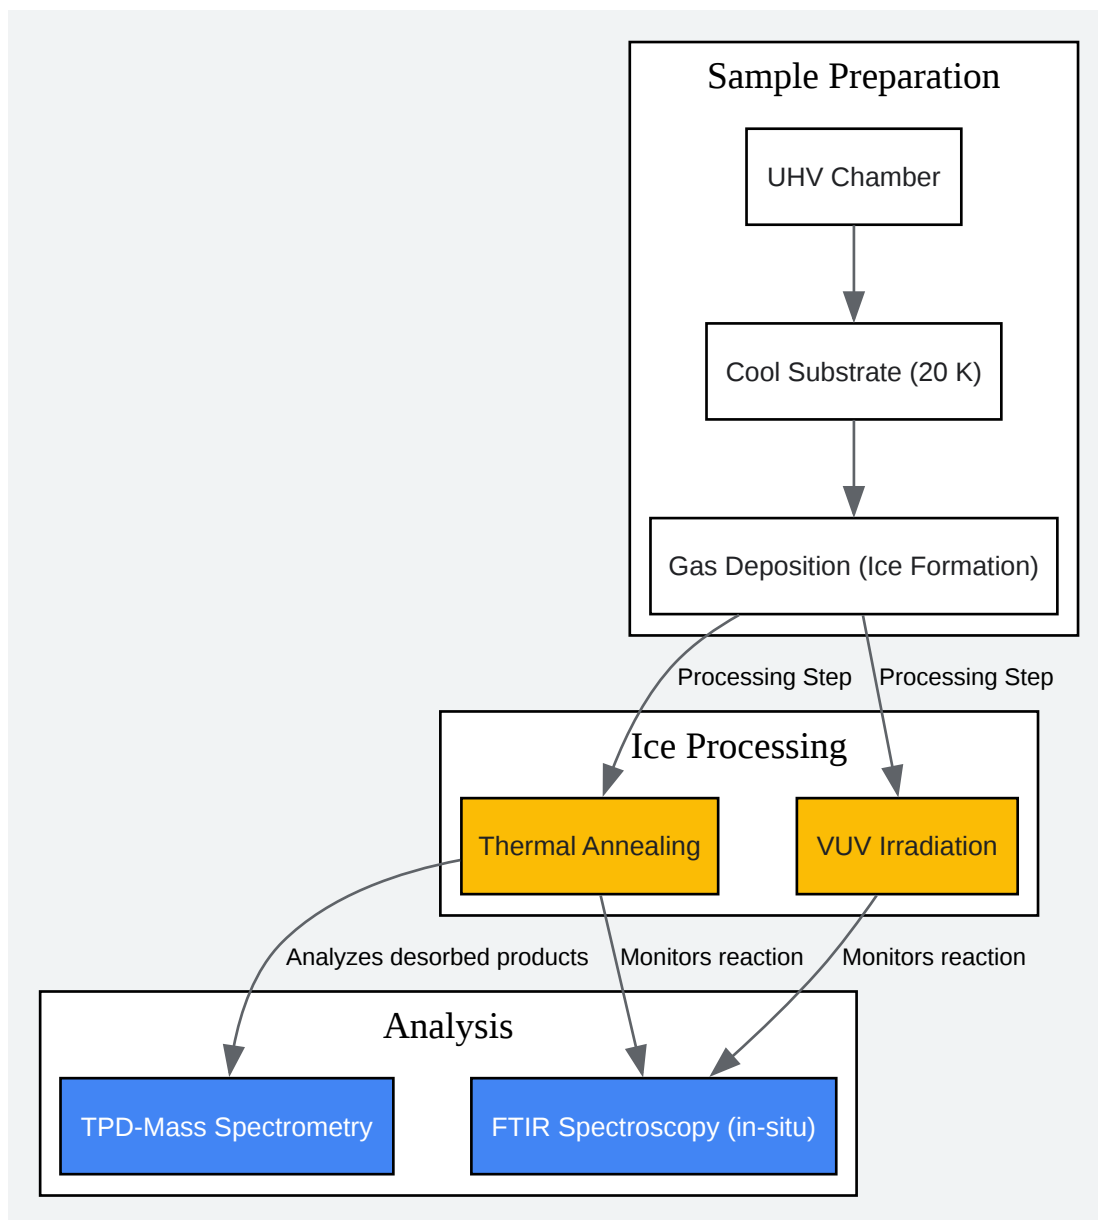 Sample Preparation
UHV Chamber
Cool Substrate (20 K)
Gas Deposition (Ice Formation)
Processing Step
Processing Step
Ice Processing
Thermal Annealing
VUV Irradiation
Analyzes desorbed products
Monitors reaction
Monitors reaction
Analysis
TPD-Mass Spectrometry
FTIR Spectroscopy (in-situ)